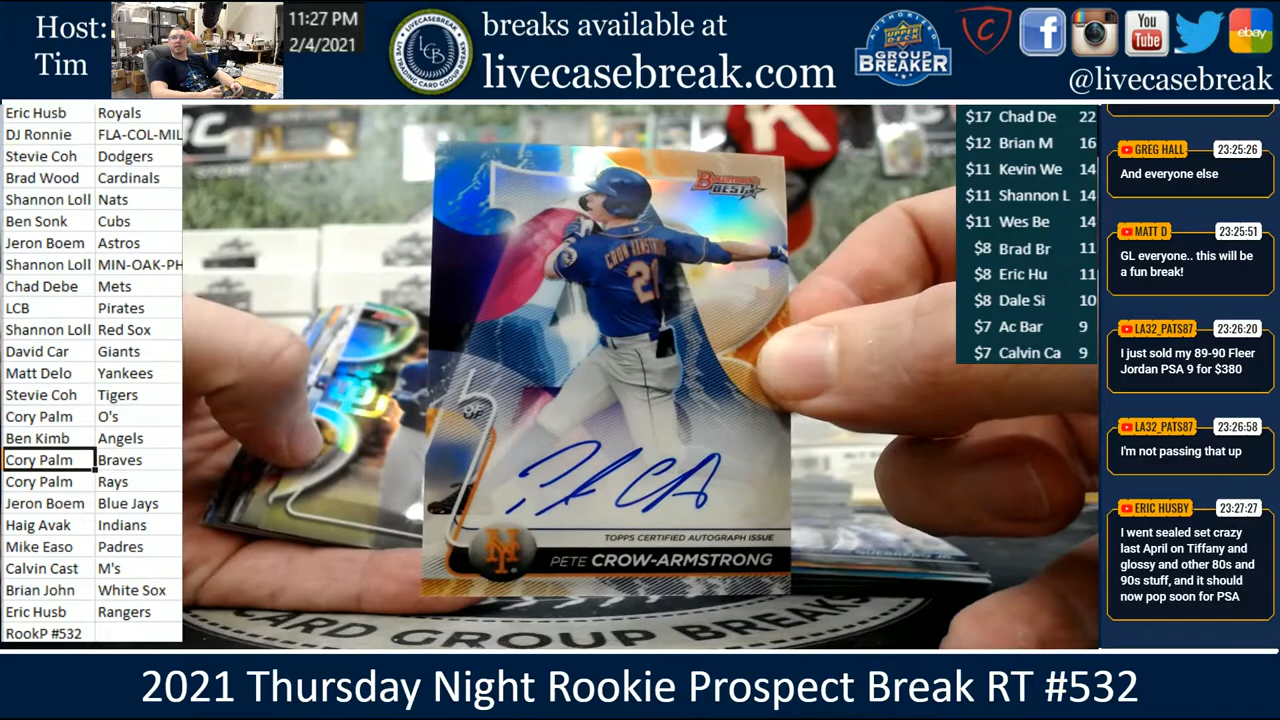 Host:
Tim
11:27 PM
2/4/2021
LIVECASEBREAK
LCB
LIVE TRADING CARD GROUP BREAKS
breaks available at
livecasebreak.com
AUTHORIZED
UPPER DECK
GROUP BREAKER
You
Tube
ebay
@livecasebreak
Eric Husb Royals
DJ Ronnie FLA-COL-MIL
Stevie Coh Dodgers
Brad Wood Cardinals
Shannon Loll Nats
Ben Sonk Cubs
Jeron Boem Astros
Shannon Loll MIN-OAK-PH
Chad Debe Mets
LCB Pirates
Shannon Loll Red Sox
David Car Giants
Matt Delo Yankees
Stevie Coh Tigers
Cory Palm O's
Ben Kimb Angels
Cory Palm Braves
Cory Palm Rays
Jeron Boem Blue Jays
Haig Avak Indians
Mike Easo Padres
Calvin Cast M's
Brian John White Sox
Eric Husb Rangers
RookP #532
Bowman's
BEST
CROW ARMSTRONG
21
OF
TOPPS CERTIFIED AUTOGRAPH ISSUE
NY
PETE CROW-ARMSTRONG
CARD GROUP BREAKS
$17 Chad De 22
$12 Brian M 16
$11 Kevin We 14
$11 Shannon L 14
$11 Wes Be 14
$8 Brad Br 11
$8 Eric Hu 11
$8 Dale Si 10
$7 Ac Bar 9
$7 Calvin Ca 9
GREG HALL 23:25:26
And everyone else
MATT D 23:25:51
GL everyone.. this will be
a fun break!
LA32_PATS87 23:26:20
I just sold my 89-90 Fleer
Jordan PSA 9 for $380
LA32_PATS87 23:26:58
I'm not passing that up
ERIC HUSBY 23:27:27
I went sealed set crazy
last April on Tiffany and
glossy and other 80s and
90s stuff, and it should
now pop soon for PSA
2021 Thursday Night Rookie Prospect Break RT #532